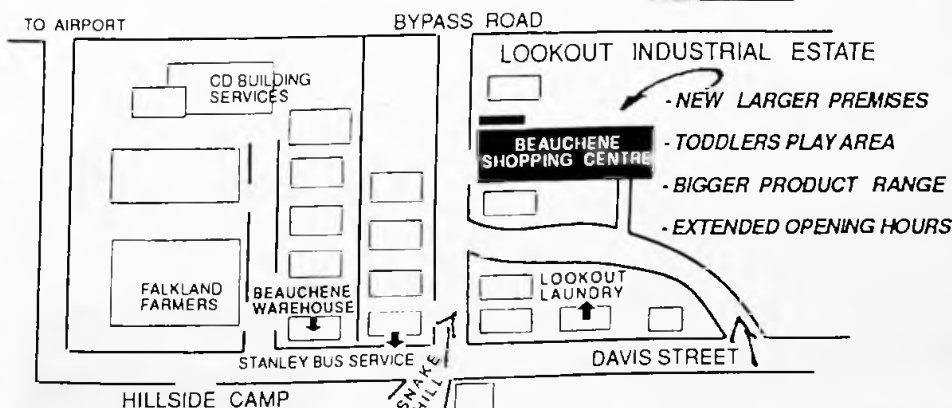 TO AIRPORT
BYPASS ROAD
LOOKOUT INDUSTRIAL ESTATE
CD BUILDING
SERVICES
- NEW LARGER PREMISES
BEAUCHENE
SHOPPING CENTRE
- TODDLERS PLAY AREA
- BIGGER PRODUCT RANGE
- EXTENDED OPENING HOURS
FALKLAND
FARMERS
BEAUCHENE
WAREHOUSE
LOOKOUT
LAUNDRY
STANLEY BUS SERVICE
DAVIS STREET
SNAKE
HILL
HILLSIDE CAMP